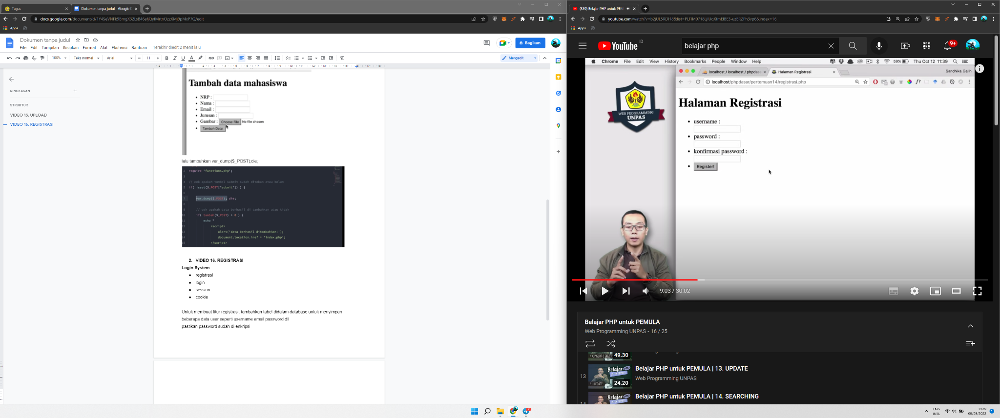 Tugas
Dokumen tanpa judul - Google D
docs.google.com/document/d/
/edit
Apps
Dokumen tanpa judul
File Edit Tampilan Sisipkan Format Alat Ekstensi Bantuan Terakhir diedit 2 menit lalu
Bagikan
100% Teks normal Arial 11
Mengedit
RINGKASAN
STRUKTUR
VIDEO 15. UPLOAD
VIDEO 16. REGISTRASI
Tambah data mahasiswa
NRP :
Nama :
Email :
Jurusan :
Gambar : Choose File No file chosen
Tambah Data!
lalu tambahkan var_dump($_POST);die;
require 'functions.php';
// cek apakah tombol submit sudah ditekan atau belum
if( isset($_POST["submit"]) ) {
var_dump($_POST); die;
// cek apakah data berhasil di tambahkan atau tidak
if( tambah($_POST) > 0 ) {
echo "
<script>
alert('data berhasil ditambahkan!');
document.location.href = 'index.php';
</script>
2. VIDEO 16. REGISTRASI
Login System
registrasi
login
session
cookie
Untuk membuat fitur registrasi, tambahkan tabel didalam database untuk menyimpan
beberapa data user seperti username email password dll
pastikan password sudah di enkripsi
(339) Belajar PHP untuk PEM
youtube.com/watch?v=
&index=16
Apps
YouTube ID
belajar php
9+
Chrome File Edit View History Bookmarks People Window Help
59% Thu Oct 12 11:39
localhost / localhost / phpdasa
Halaman Registrasi
Sandhika Galih
localhost/phpdasar/pertemuan14/registrasi.php
WEB PROGRAMMING
UNPAS
Halaman Registrasi
username :
password :
konfirmasi password :
Register!
9:03 / 30:02
Belajar PHP untuk PEMULA
Web Programming UNPAS - 16 / 25
#10 INSERT & DELETE
49.30
13
Belajar php
#11 UPDATE
24.20
Belajar PHP untuk PEMULA | 13. UPDATE
Web Programming UNPAS
14
Belajar php
Belajar PHP untuk PEMULA | 14. SEARCHING
ENG
INTL
19:39
09/05/2022
1